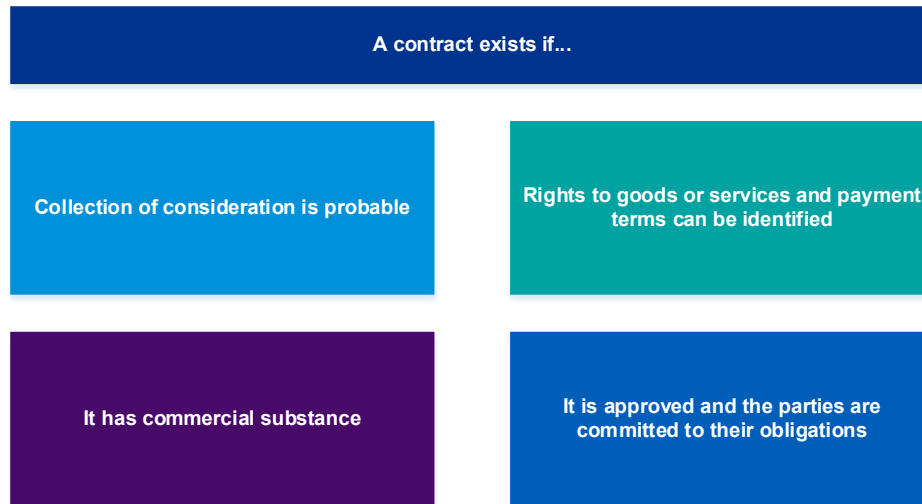 A contract exists if...
Collection of consideration is probable
Rights to goods or services and payment
terms can be identified
It has commercial substance
It is approved and the parties are
committed to their obligations